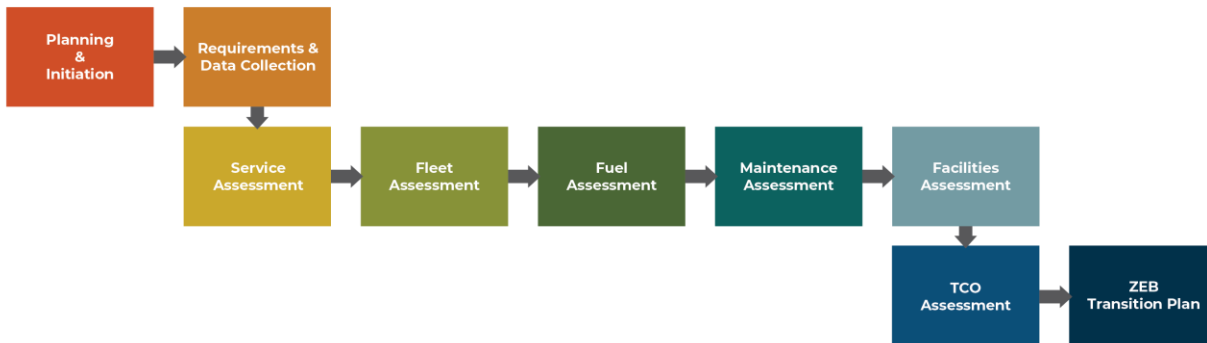 Planning
&
Initiation
Requirements &
Data Collection
Service
Assessment
Fleet
Assessment
Fuel
Assessment
Maintenance
Assessment
Facilities
Assessment
TCO
Assessment
ZEB
Transition Plan